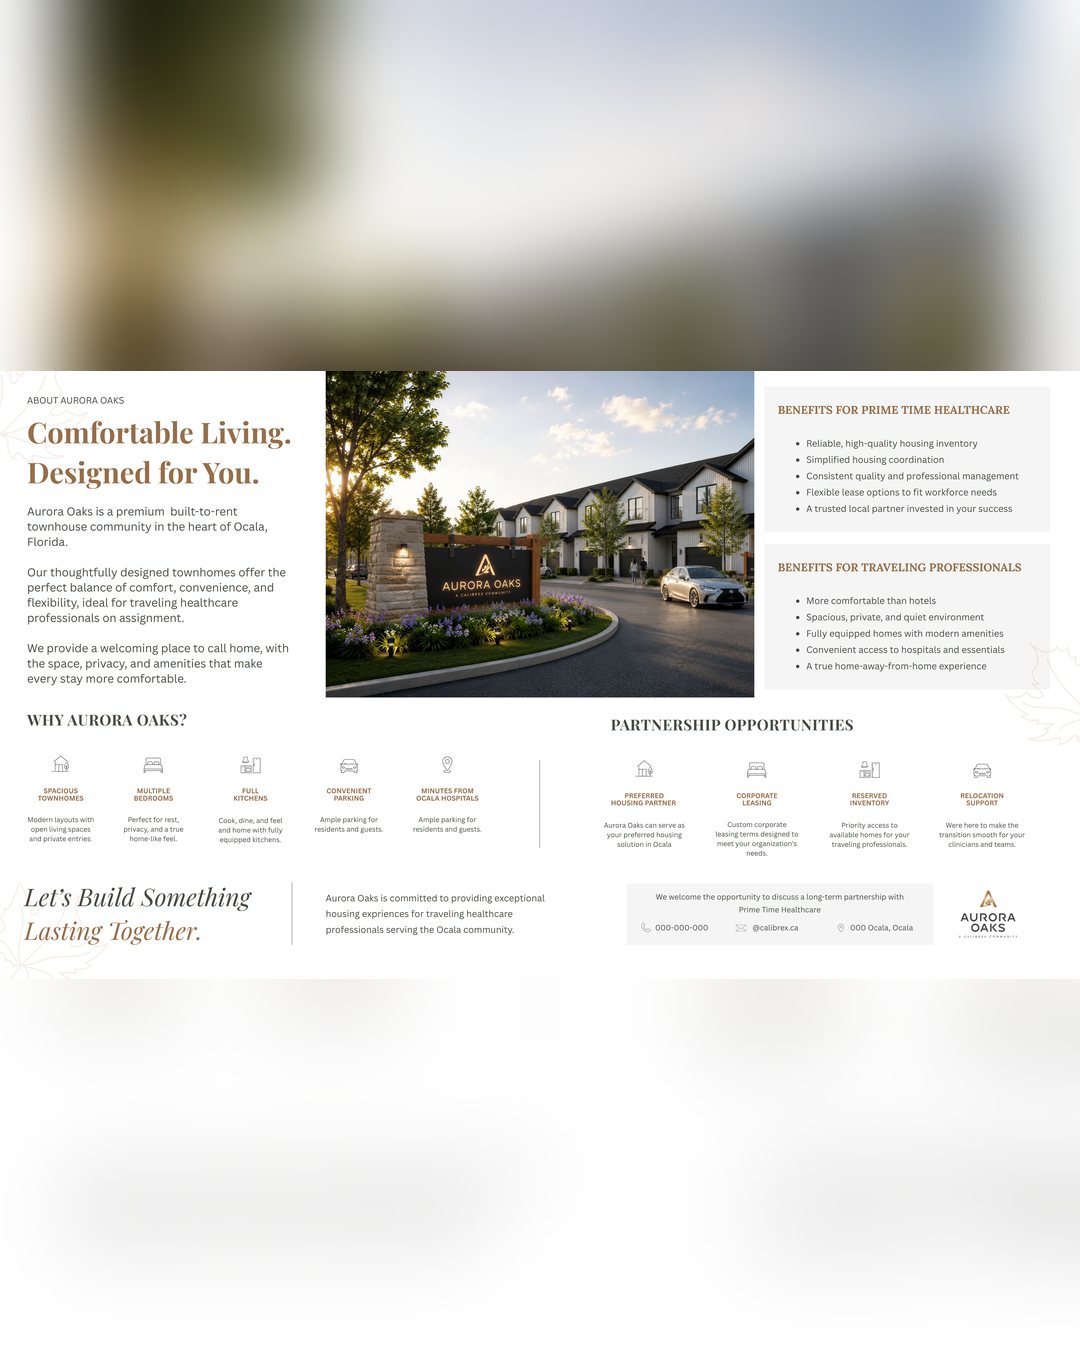 ABOUT AURORA OAKS
Comfortable Living.
Designed for You.
Aurora Oaks is a premium built-to-rent
townhouse community in the heart of Ocala,
Florida.
Our thoughtfully designed townhomes offer the
perfect balance of comfort, convenience, and
flexibility, ideal for traveling healthcare
professionals on assignment.
We provide a welcoming place to call home, with
the space, privacy, and amenities that make
every stay more comfortable.
AURORA OAKS
A CALIBREX COMMUNITY
BENEFITS FOR PRIME TIME HEALTHCARE
• Reliable, high-quality housing inventory
• Simplified housing coordination
• Consistent quality and professional management
• Flexible lease options to fit workforce needs
• A trusted local partner invested in your success
BENEFITS FOR TRAVELING PROFESSIONALS
• More comfortable than hotels
• Spacious, private, and quiet environment
• Fully equipped homes with modern amenities
• Convenient access to hospitals and essentials
• A true home-away-from-home experience
WHY AURORA OAKS?
SPACIOUS
TOWNHOMES
Modern layouts with
open living spaces
and private entries.
MULTIPLE
BEDROOMS
Perfect for rest,
privacy, and a true
home-like feel.
FULL
KITCHENS
Cook, dine, and feel
and home with fully
equipped kitchens.
CONVENIENT
PARKING
Ample parking for
residents and guests.
MINUTES FROM
OCALA HOSPITALS
Ample parking for
residents and guests.
PARTNERSHIP OPPORTUNITIES
PREFERRED
HOUSING PARTNER
Aurora Oaks can serve as
your preferred housing
solution in Ocala
CORPORATE
LEASING
Custom corporate
leasing terms designed to
meet your organization's
needs.
RESERVED
INVENTORY
Priority access to
available homes for your
traveling professionals.
RELOCATION
SUPPORT
Were here to make the
transition smooth for your
clinicians and teams.
Let's Build Something
Lasting Together.
Aurora Oaks is committed to providing exceptional
housing expriences for traveling healthcare
professionals serving the Ocala community.
We welcome the opportunity to discuss a long-term partnership with
Prime Time Healthcare
000-000-000
@calibrex.ca
000 Ocala, Ocala
AURORA
OAKS
A CALIBREX COMMUNITY